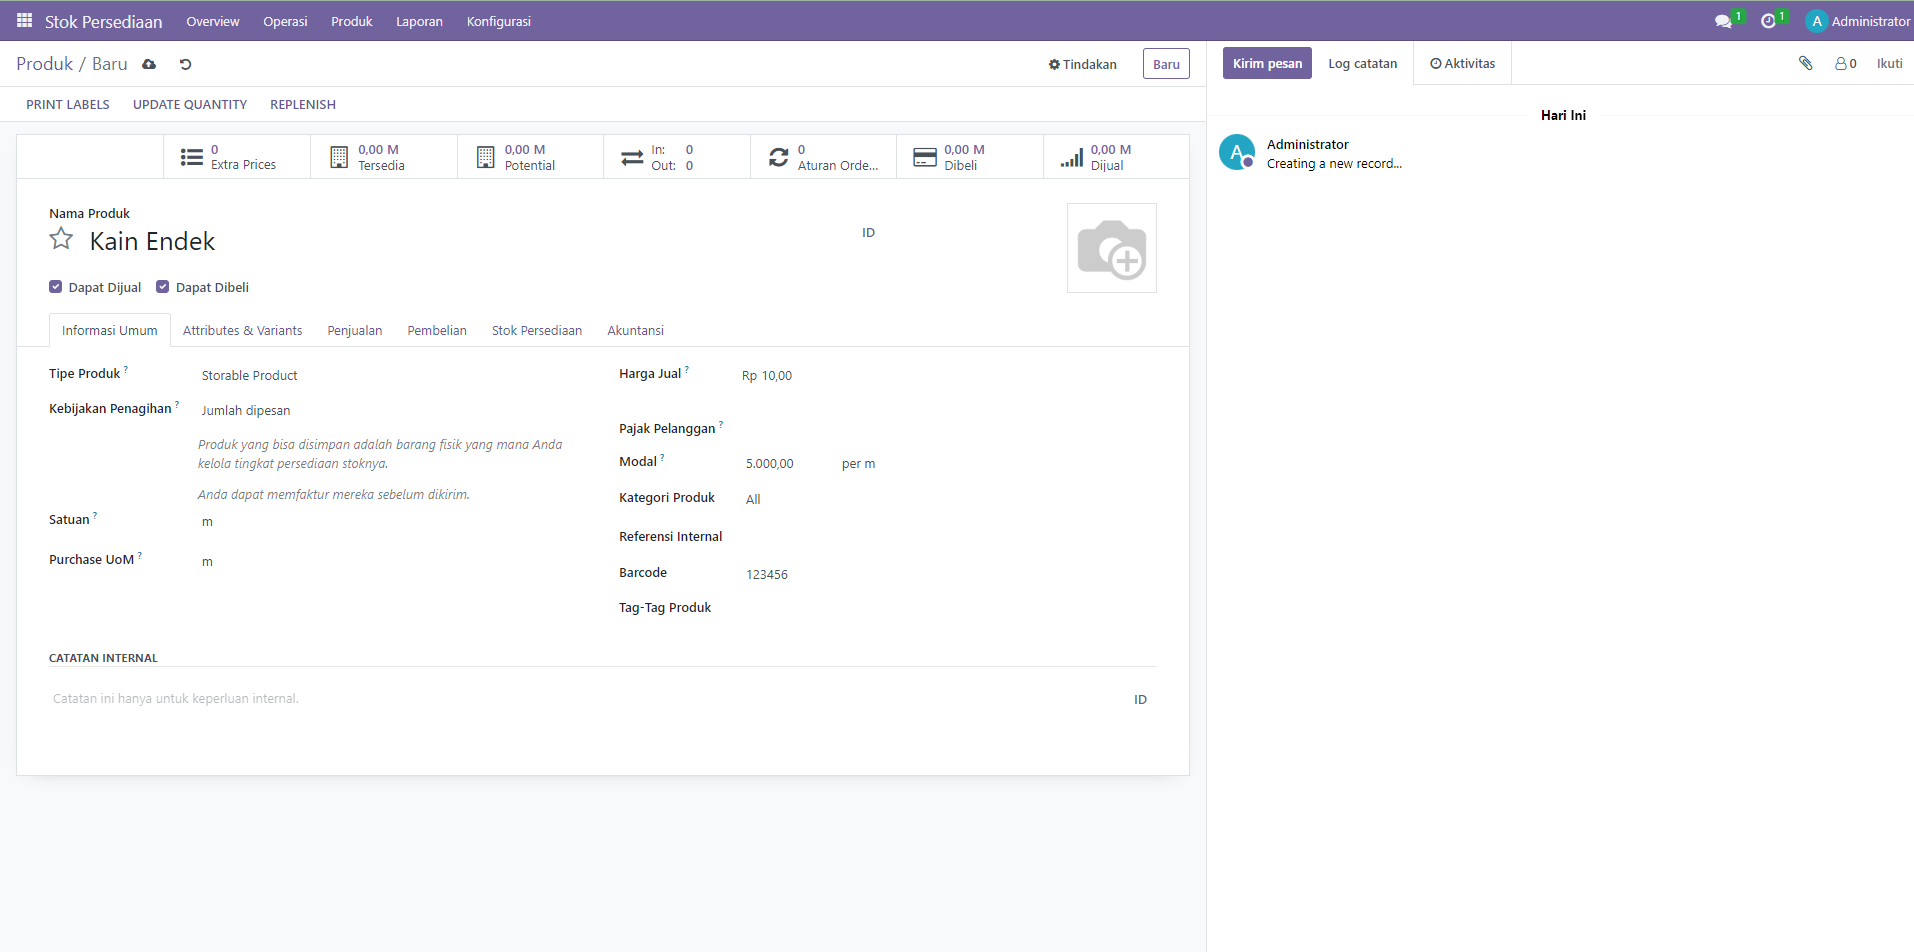 Stok Persediaan Overview Operasi Produk Laporan Konfigurasi 1 1 A Administrator
Produk / Baru Tindakan Baru
PRINT LABELS UPDATE QUANTITY REPLENISH
0 Extra Prices
0,00 M Tersedia
0,00 M Potential
In: 0
Out: 0
0 Aturan Orde...
0,00 M Dibeli
0,00 M Dijual
Nama Produk
Kain Endek ID
Dapat Dijual Dapat Dibeli
Informasi Umum Attributes & Variants Penjualan Pembelian Stok Persediaan Akuntansi
Tipe Produk ? Storable Product
Kebijakan Penagihan ? Jumlah dipesan
Produk yang bisa disimpan adalah barang fisik yang mana Anda
kelola tingkat persediaan stoknya.
Anda dapat memfaktur mereka sebelum dikirim.
Satuan ? m
Purchase UoM ? m
Harga Jual ? Rp 10,00
Pajak Pelanggan ?
Modal ? 5.000,00 per m
Kategori Produk All
Referensi Internal
Barcode 123456
Tag-Tag Produk
CATATAN INTERNAL
Catatan ini hanya untuk keperluan internal. ID
Kirim pesan Log catatan Aktivitas 0 Ikuti
Hari Ini
A Administrator
Creating a new record...